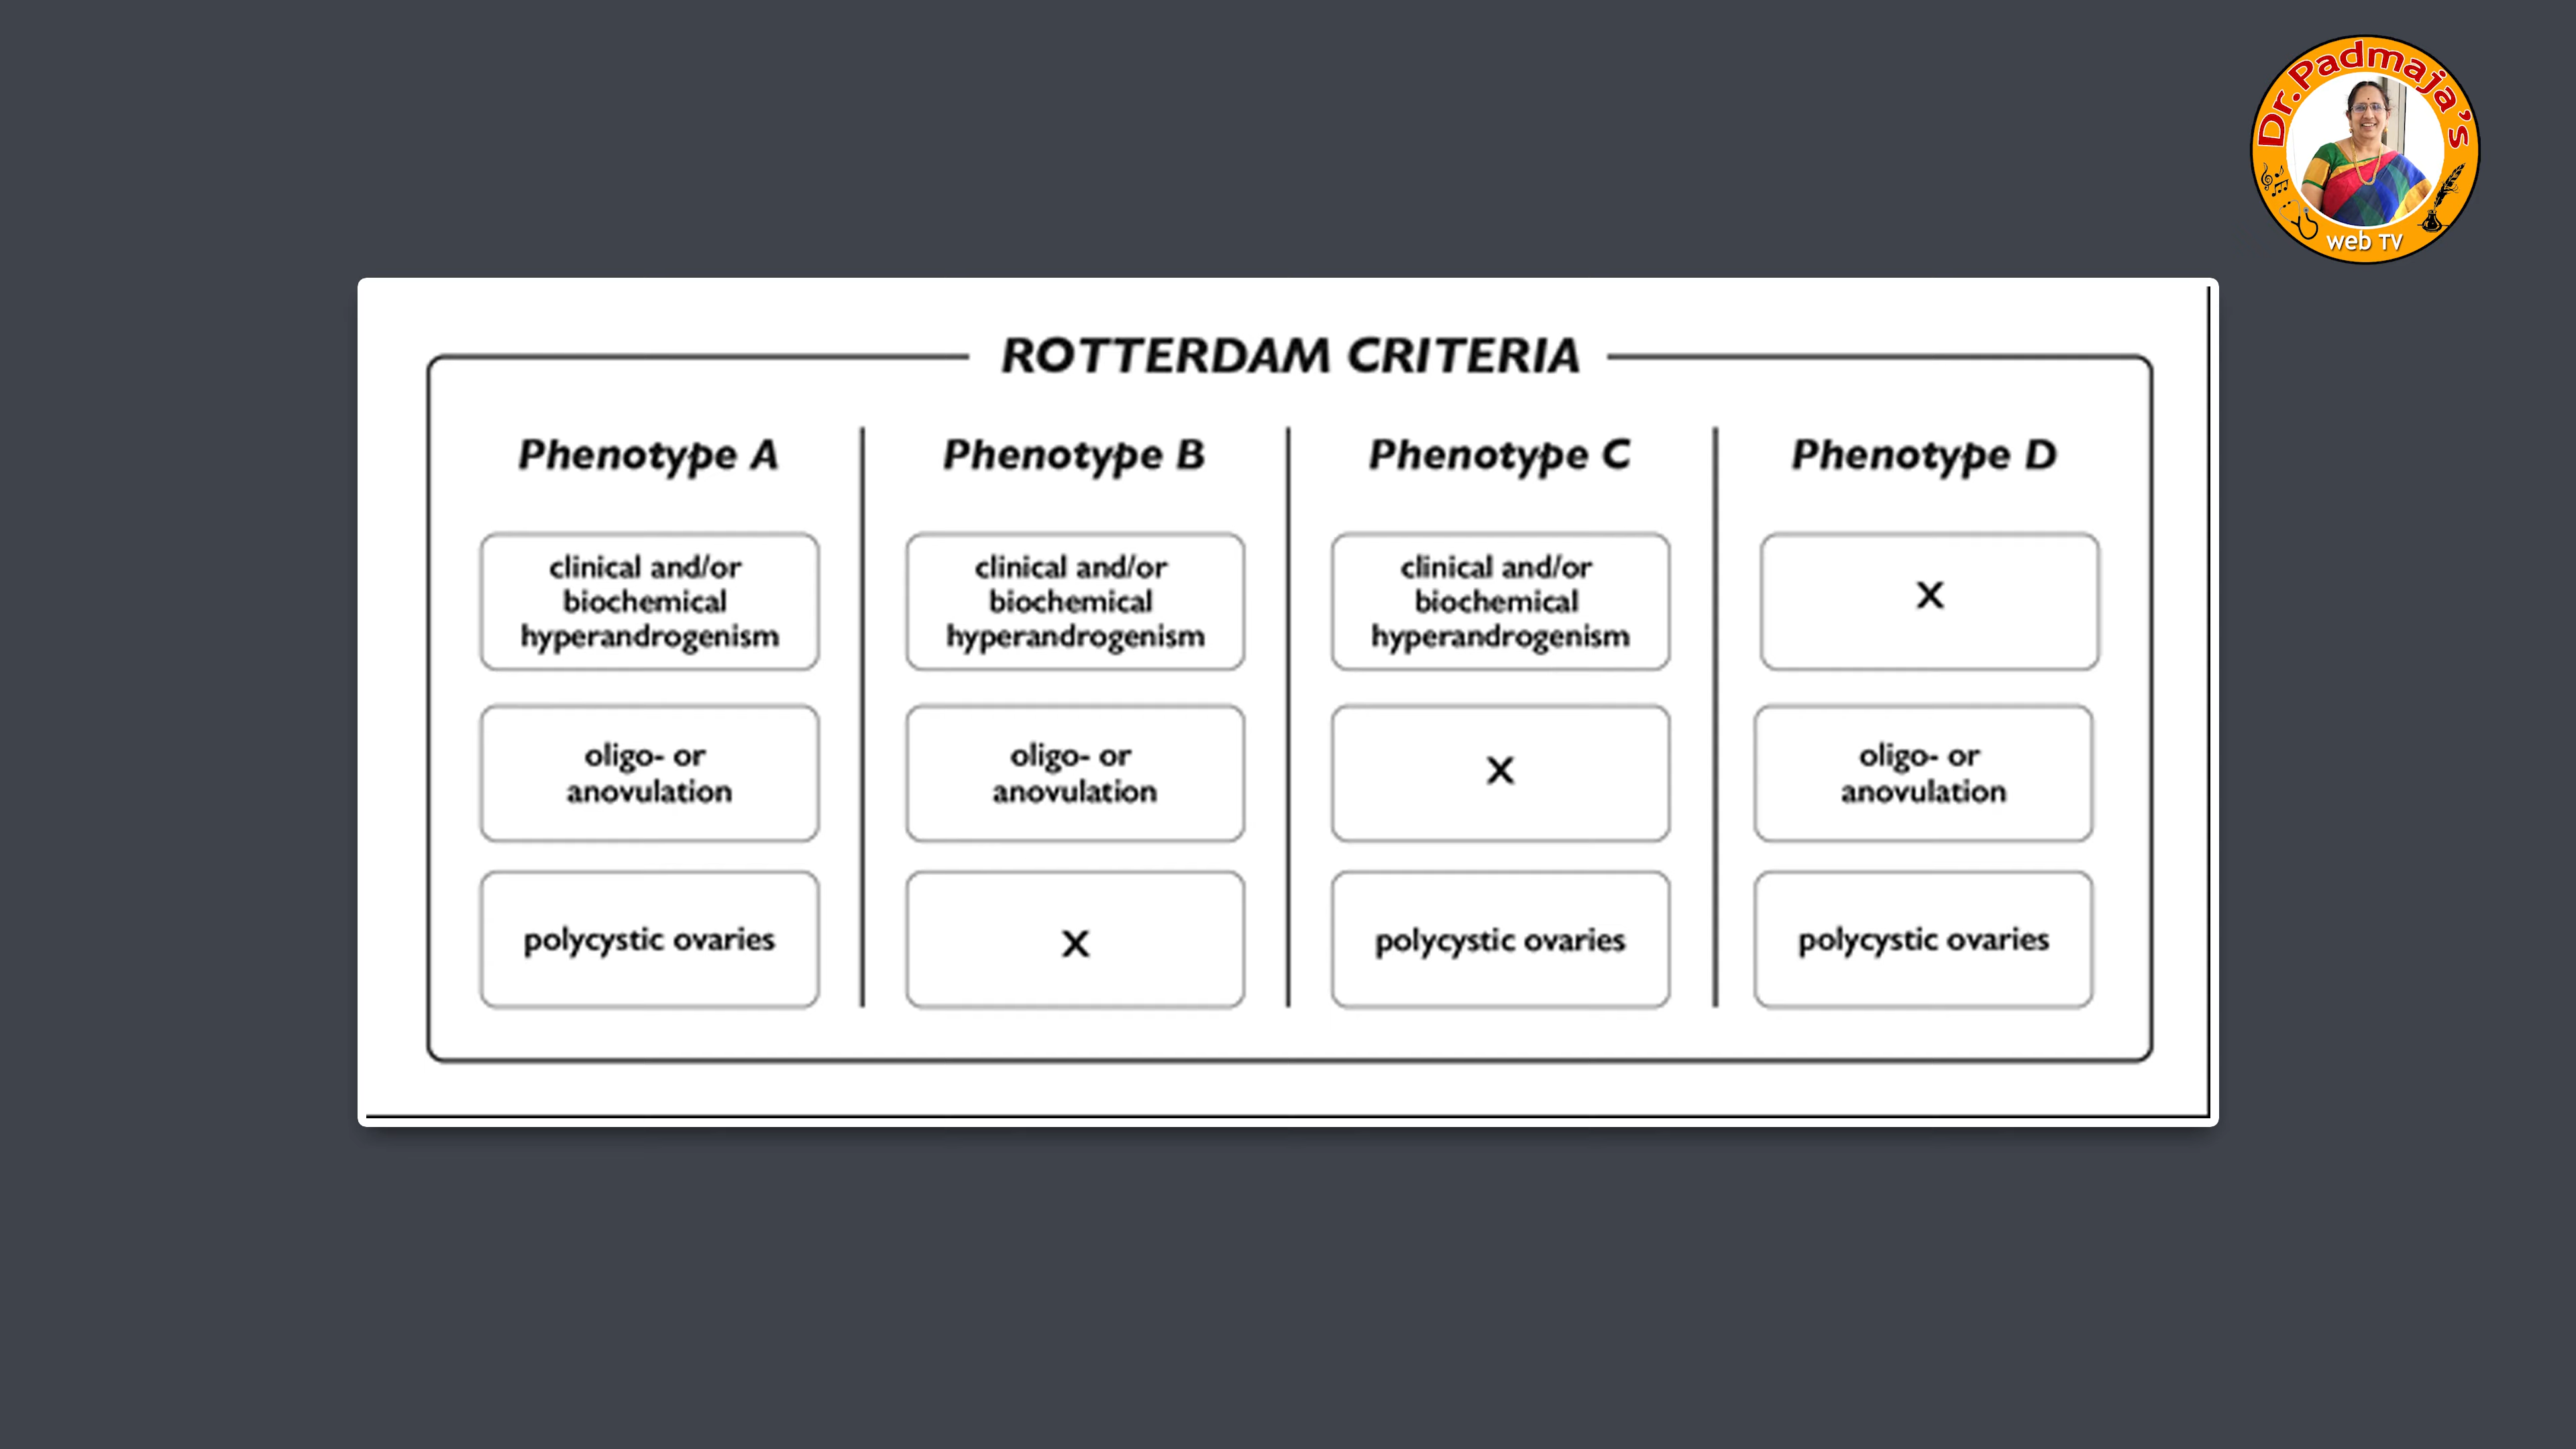 Dr.Padmaja's
web TV
ROTTERDAM CRITERIA
Phenotype A
clinical and/or
biochemical
hyperandrogenism
oligo- or
anovulation
polycystic ovaries
Phenotype B
clinical and/or
biochemical
hyperandrogenism
oligo- or
anovulation
X
Phenotype C
clinical and/or
biochemical
hyperandrogenism
X
polycystic ovaries
Phenotype D
X
oligo- or
anovulation
polycystic ovaries